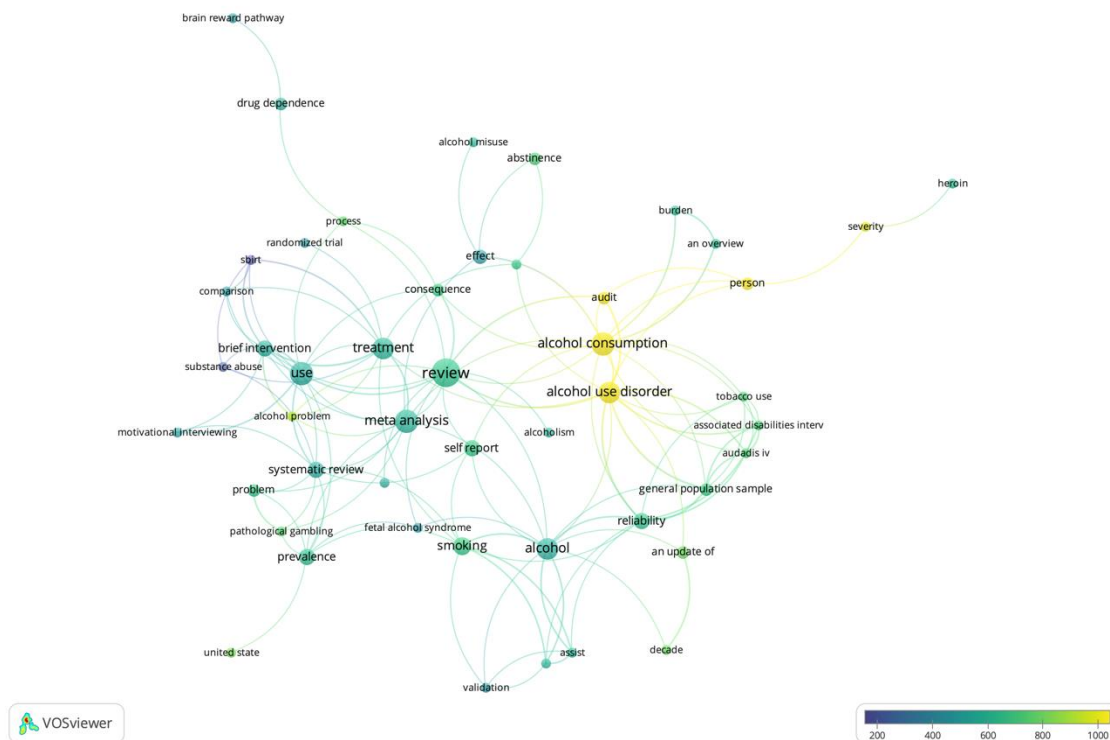 brain reward pathway
drug dependence
alcohol misuse
abstinence
heroin
burden
process
severity
randomized trial
an overview
sbirt
effect
comparison
consequence
person
audit
alcohol consumption
brief intervention
treatment
substance abuse
use
review
alcohol use disorder
tobacco use
alcohol problem
meta analysis
associated disabilities interv
motivational interviewing
alcoholism
self report
audadis iv
systematic review
problem
general population sample
pathological gambling
fetal alcohol syndrome
reliability
prevalence
smoking
alcohol
an update of
united state
assist
decade
validation
VOSviewer
200 400 600 800 1000